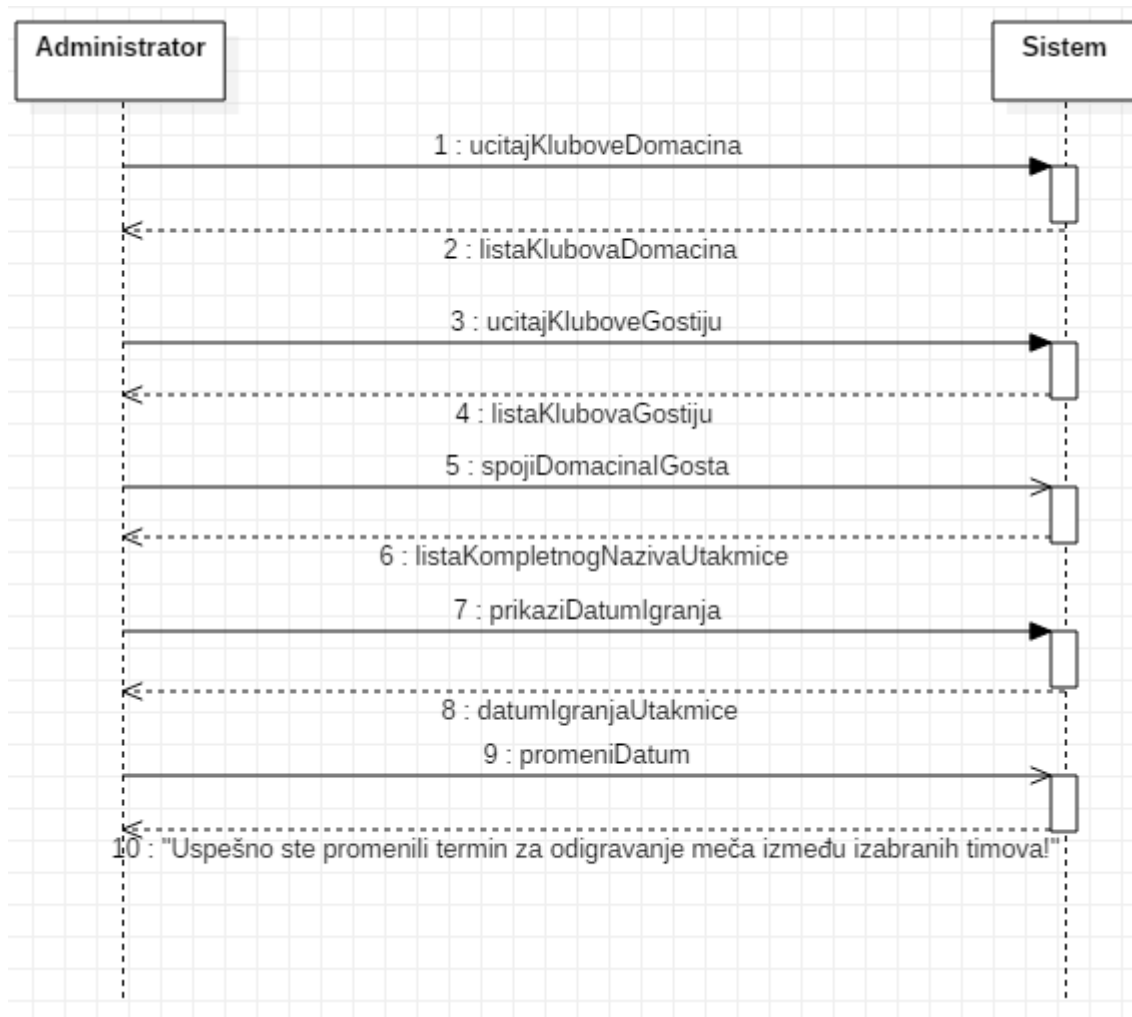 Administrator
Sistem
1 : ucitajKluboveDomacina
2 : listaKlubovaDomacina
3 : ucitajKluboveGostiju
4 : listaKlubovaGostiju
5 : spojiDomacinaIGosta
6 : listaKompletnogNazivaUtakmice
7 : prikaziDatumIgranja
8 : datumIgranjaUtakmice
9 : promeniDatum
10 : "Uspešno ste promenili termin za odigravanje meča između izabranih timova!"